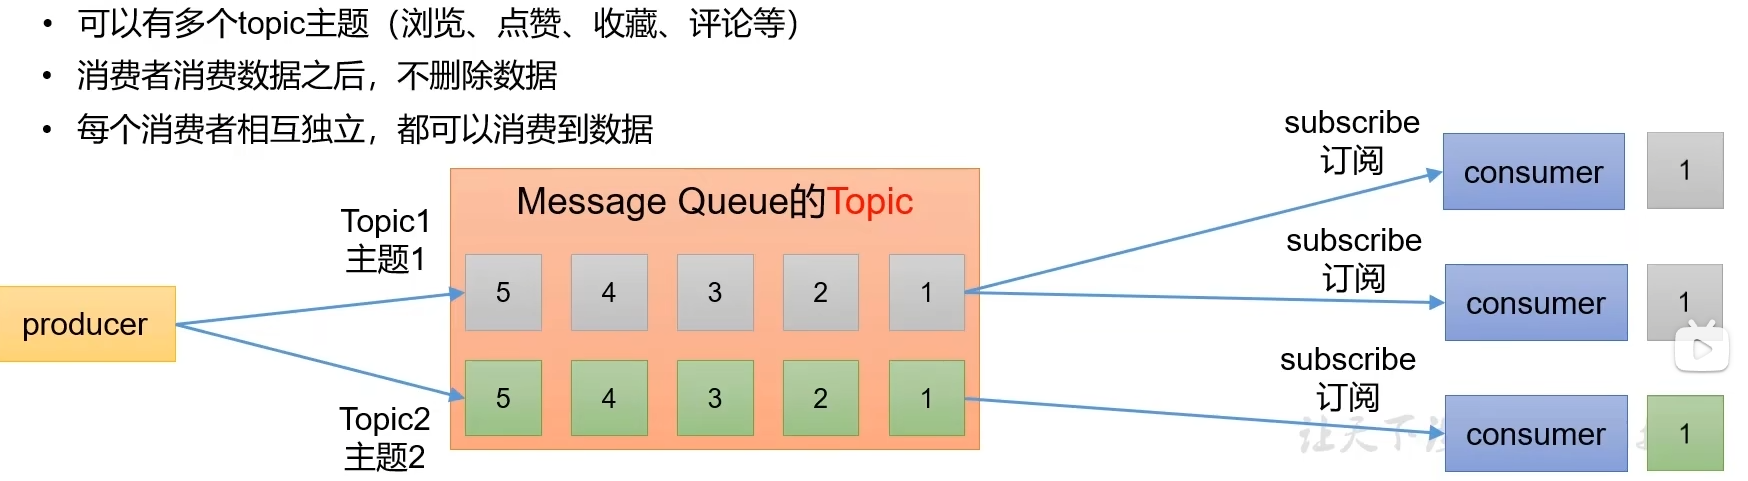 • 可以有多个topic主题（浏览、点赞、收藏、评论等）
• 消费者消费数据之后，不删除数据
• 每个消费者相互独立，都可以消费到数据
Message Queue的Topic
Topic1
主题1
5 4 3 2 1
producer
5 4 3 2 1
Topic2
主题2
subscribe
订阅
consumer 1
subscribe
订阅
consumer 1
subscribe
订阅
consumer 1
让天下